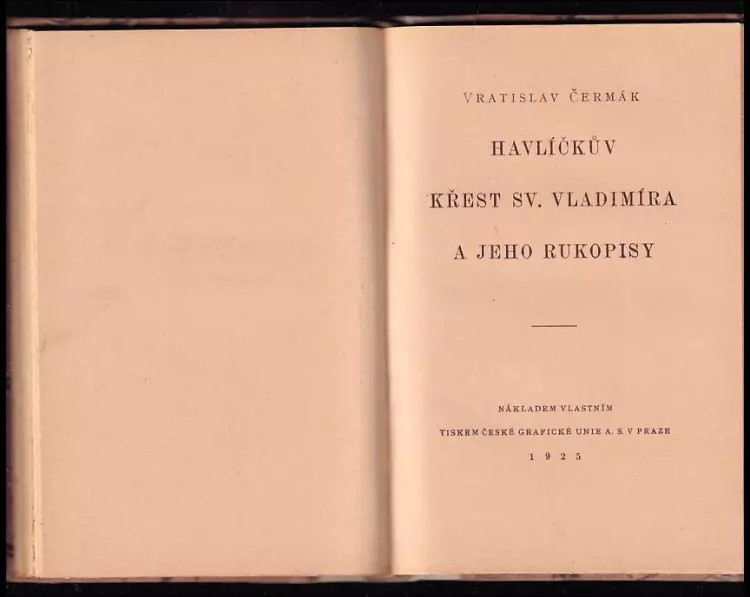 VRATISLAV ČERMÁK
HAVLÍČKŮV
KŘEST SV. VLADIMÍRA
A JEHO RUKOPISY
NÁKLADEM VLASTNÍM
TISKEM ČESKÉ GRAFICKÉ UNIE A. S. V PRAZE
1925